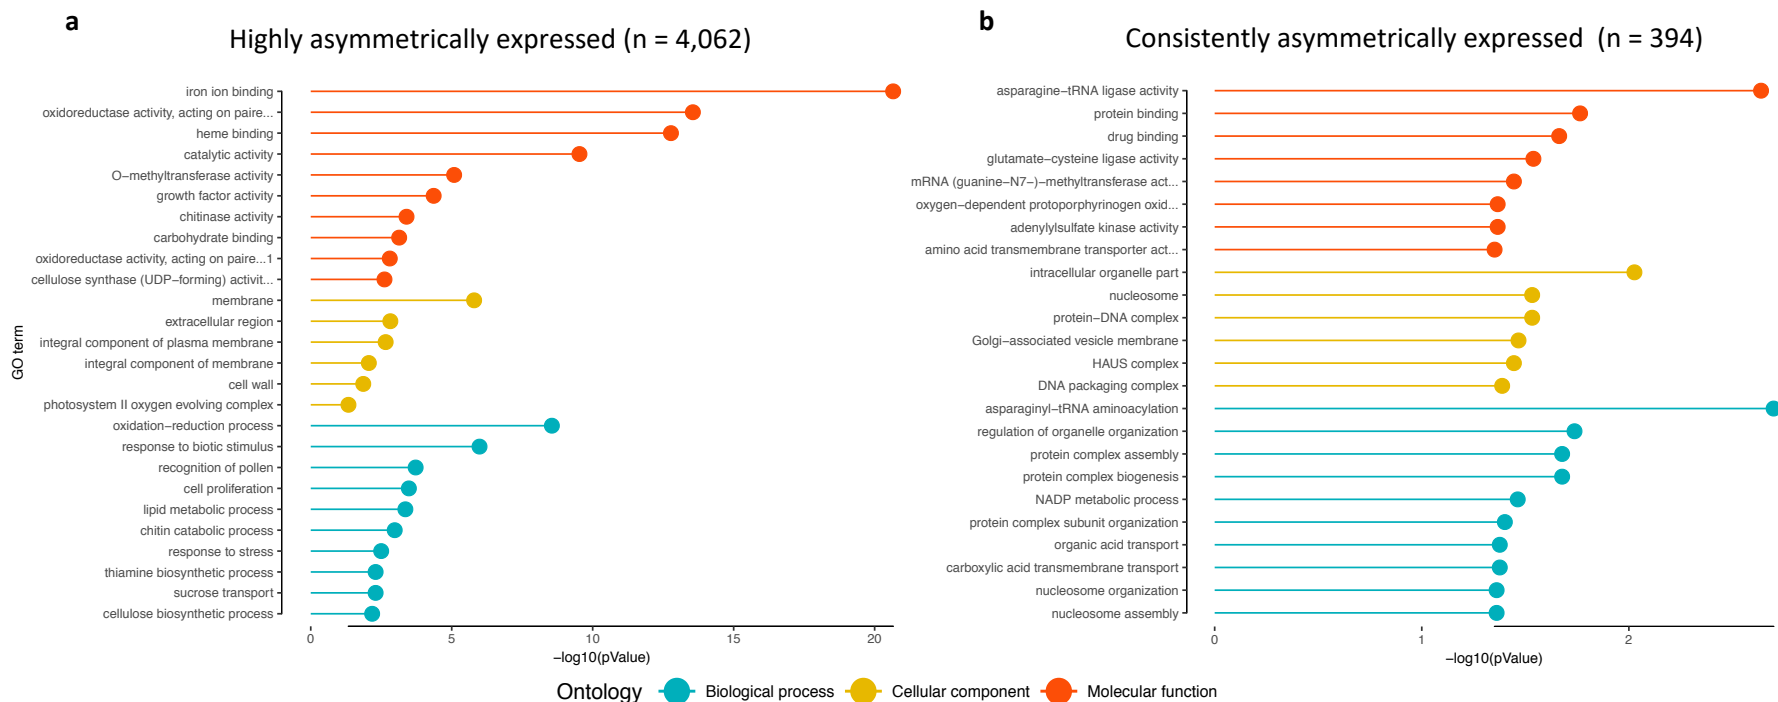 a
Highly asymmetrically expressed (n = 4,062)
GO term
iron ion binding
oxidoreductase activity, acting on paire...
heme binding
catalytic activity
O−methyltransferase activity
growth factor activity
chitinase activity
carbohydrate binding
oxidoreductase activity, acting on paire...1
cellulose synthase (UDP−forming) activit...
membrane
extracellular region
integral component of plasma membrane
integral component of membrane
cell wall
photosystem II oxygen evolving complex
oxidation−reduction process
response to biotic stimulus
recognition of pollen
cell proliferation
lipid metabolic process
chitin catabolic process
response to stress
thiamine biosynthetic process
sucrose transport
cellulose biosynthetic process
0 5 10 15 20
−log10(pValue)
b
Consistently asymmetrically expressed (n = 394)
asparagine−tRNA ligase activity
protein binding
drug binding
glutamate−cysteine ligase activity
mRNA (guanine−N7−)−methyltransferase act...
oxygen−dependent protoporphyrinogen oxid...
adenylylsulfate kinase activity
amino acid transmembrane transporter act...
intracellular organelle part
nucleosome
protein−DNA complex
Golgi−associated vesicle membrane
HAUS complex
DNA packaging complex
asparaginyl−tRNA aminoacylation
regulation of organelle organization
protein complex assembly
protein complex biogenesis
NADP metabolic process
protein complex subunit organization
organic acid transport
carboxylic acid transmembrane transport
nucleosome organization
nucleosome assembly
0 1 2
−log10(pValue)
Ontology Biological process Cellular component Molecular function